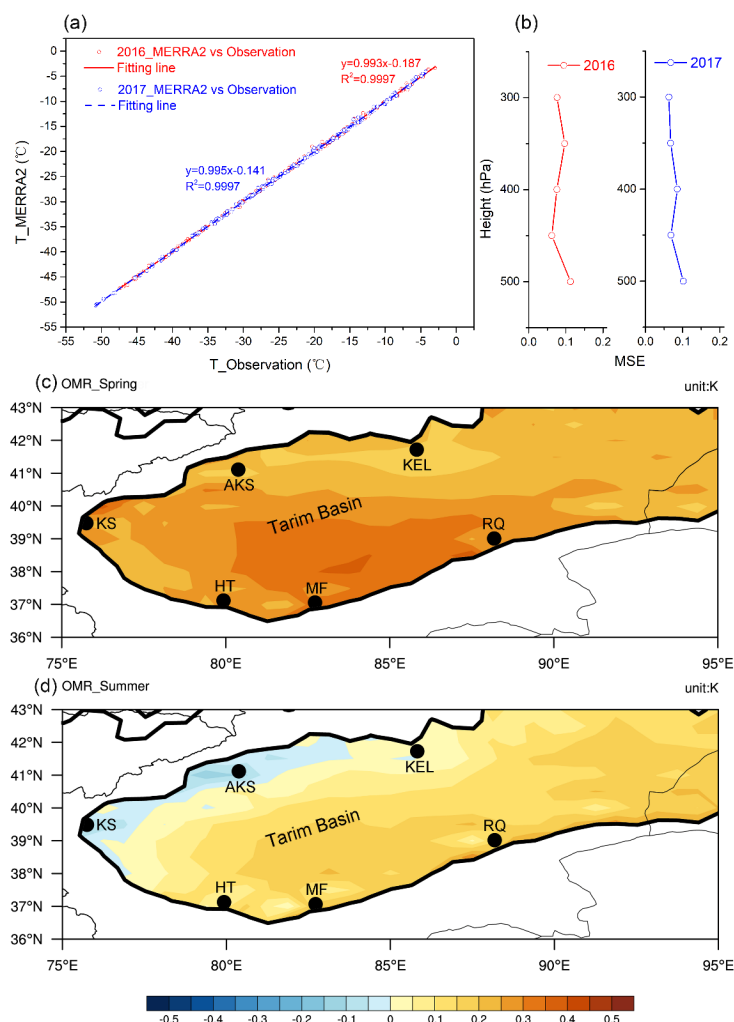 (a)
2016_MERRA2 vs Observation
Fitting line
2017_MERRA2 vs Observation
Fitting line
y=0.993x-0.187
R²=0.9997
y=0.995x-0.141
R²=0.9997
0
-5
-10
-15
-20
-25
-30
-35
-40
-45
-50
-55
T_MERRA2 (℃)
-55 -50 -45 -40 -35 -30 -25 -20 -15 -10 -5 0
T_Observation (℃)
(b)
2016
2017
300
400
500
Height (hPa)
0.0 0.1 0.2
0.0 0.1 0.2
MSE
(c) OMR_Spring unit:K
43°N
42°N
41°N
40°N
39°N
38°N
37°N
36°N
KEL
AKS
KS
Tarim Basin
RQ
HT
MF
75°E 80°E 85°E 90°E 95°E
(d) OMR_Summer unit:K
43°N
42°N
41°N
40°N
39°N
38°N
37°N
36°N
KEL
AKS
KS
Tarim Basin
RQ
HT
MF
75°E 80°E 85°E 90°E 95°E
-0.5 -0.4 -0.3 -0.2 -0.1 0 0.1 0.2 0.3 0.4 0.5